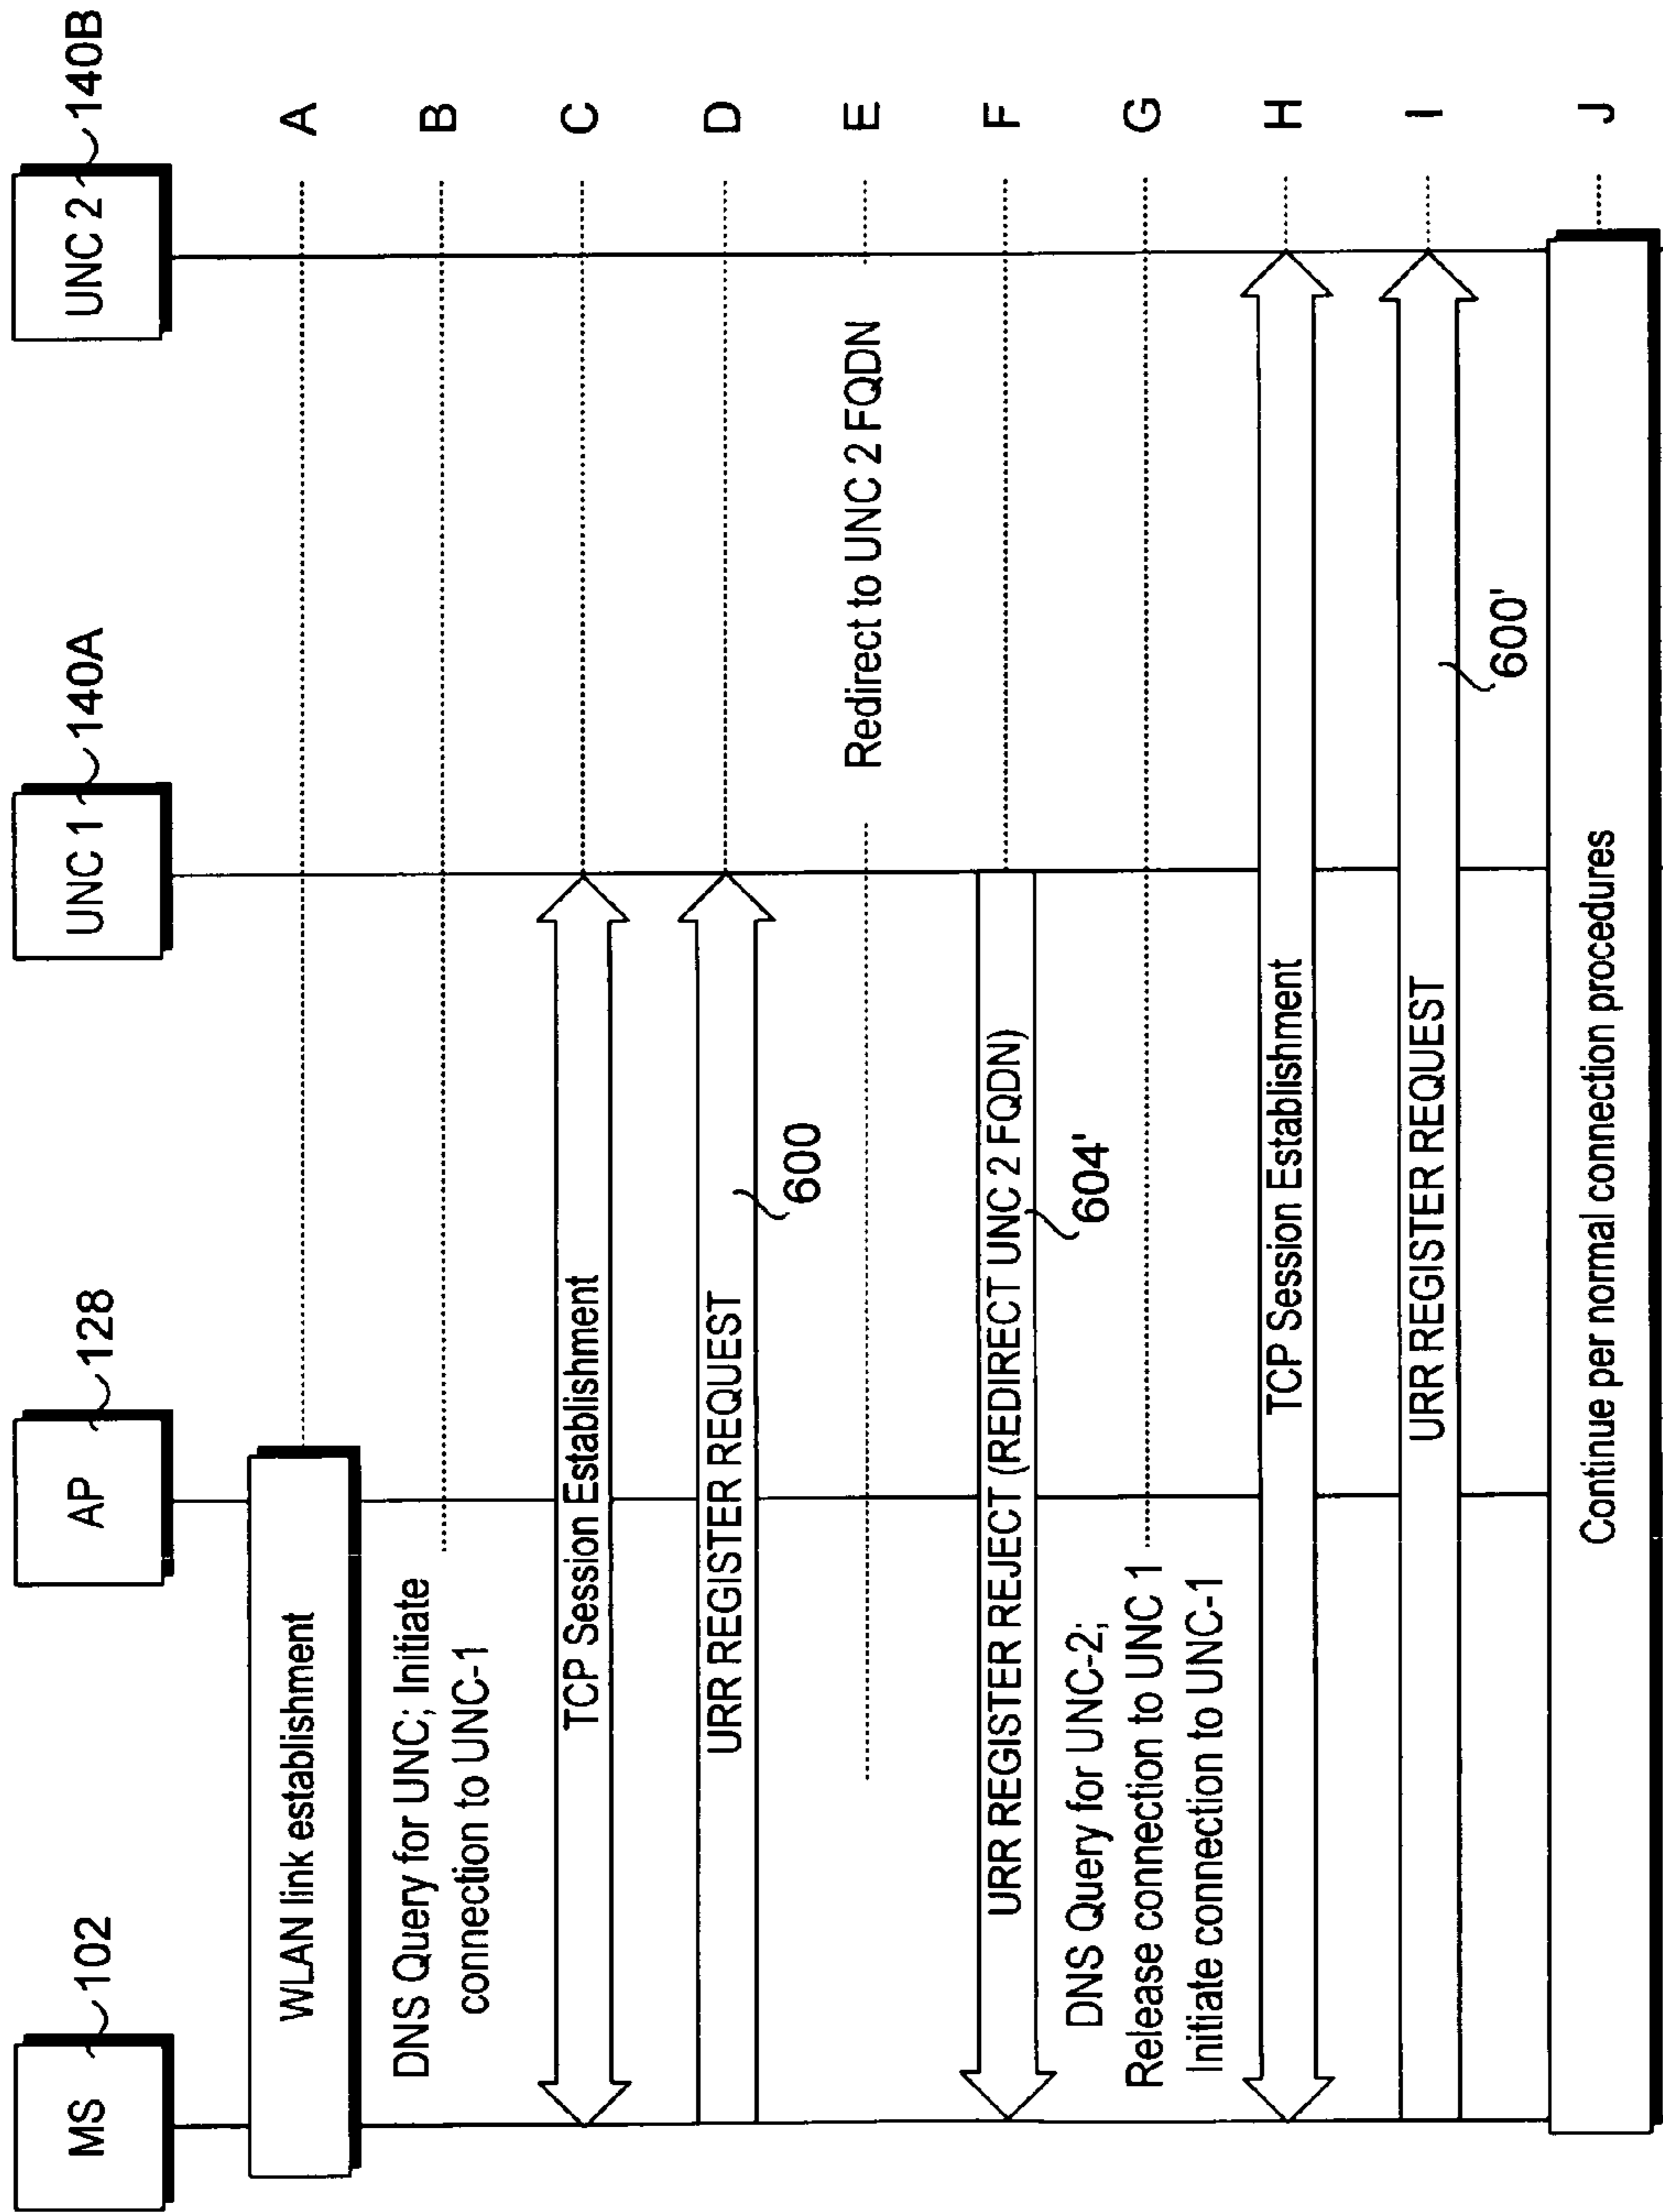 MS 102
AP 128
UNC 1 140A
UNC 2 140B
WLAN link establishment
A
DNS Query for UNC; Initiate
connection to UNC-1
B
TCP Session Establishment
C
URR REGISTER REQUEST
D
600
Redirect to UNC 2 FQDN
E
URR REGISTER REJECT (REDIRECT UNC 2 FQDN)
F
604'
DNS Query for UNC-2;
Release connection to UNC 1
Initiate connection to UNC-1
G
TCP Session Establishment
H
URR REGISTER REQUEST
I
600'
Continue per normal connection procedures
J